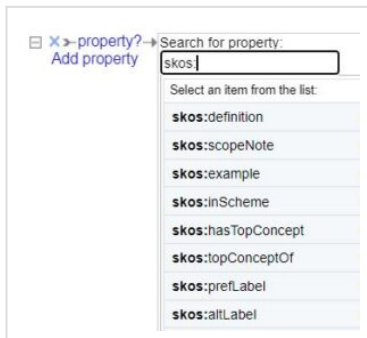 property? Search for property:
Add property skos:
Select an item from the list:
skos:definition
skos:scopeNote
skos:example
skos:inScheme
skos:hasTopConcept
skos:topConceptOf
skos:prefLabel
skos:altLabel